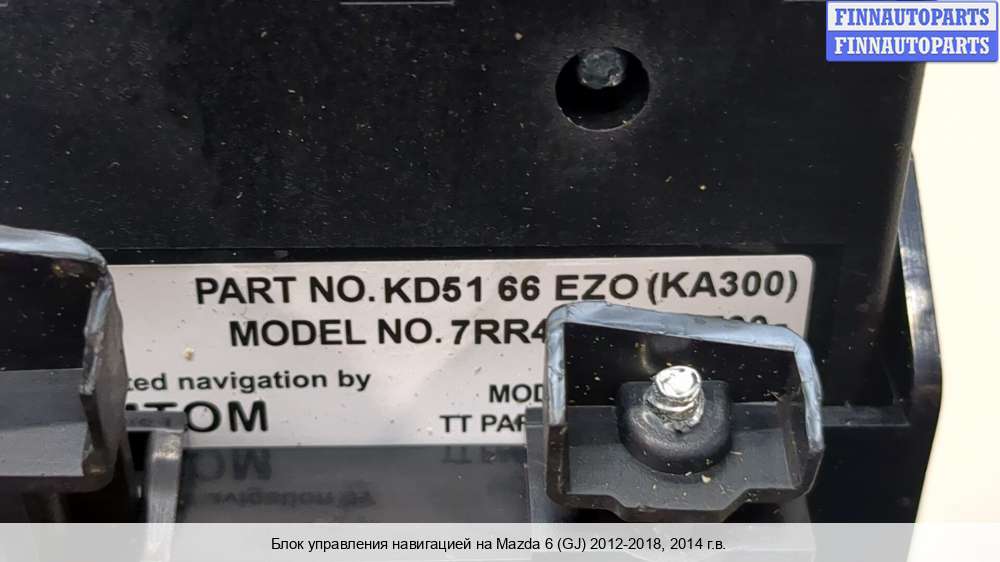 FINNAUTOPARTS
FINNAUTOPARTS
PART NO. KD51 66 EZO (KA300)
MODEL NO. 7RR4
ted navigation by
MOD
TOM
TT PAR
Блок управления навигацией на Mazda 6 (GJ) 2012-2018, 2014 г.в.